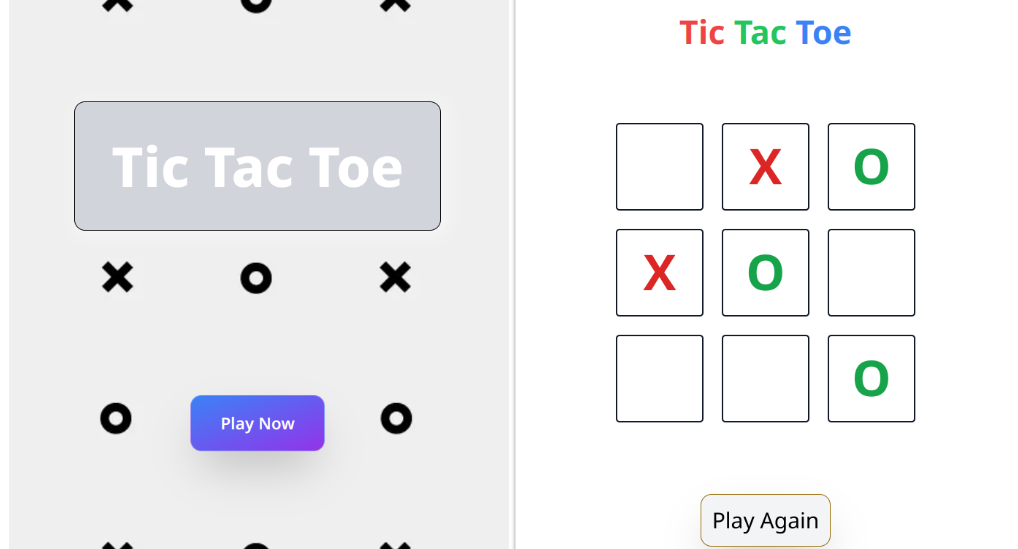 Tic Tac Toe
Play Now
Tic Tac Toe
X O
X O
O
Play Again